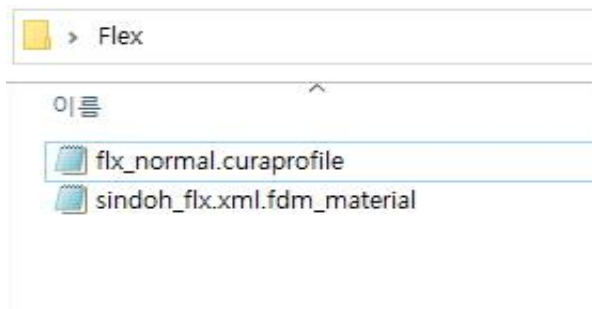 > Flex
이름
flx_normal.curaprofile
sindoh_flx.xml.fdm_material